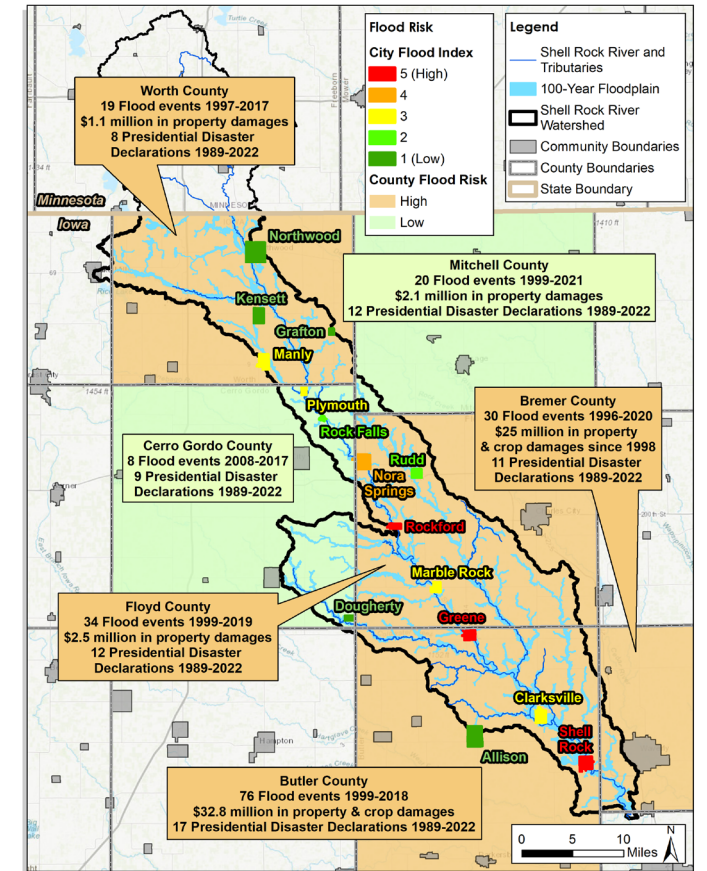 Flood Risk
City Flood Index
5 (High)
4
3
2
1 (Low)
County Flood Risk
High
Low
Legend
Shell Rock River and
Tributaries
100-Year Floodplain
Shell Rock River
Watershed
Community Boundaries
County Boundaries
State Boundary
Worth County
19 Flood events 1997-2017
$1.1 million in property damages
8 Presidential Disaster
Declarations 1989-2022
Minnesota
Iowa
Northwood
Mitchell County
20 Flood events 1999-2021
$2.1 million in property damages
12 Presidential Disaster Declarations 1989-2022
Kensett
Grafton
Manly
Plymouth
Rock Falls
Bremer County
30 Flood events 1996-2020
$25 million in property
& crop damages since 1998
11 Presidential Disaster
Declarations 1989-2022
Cerro Gordo County
8 Flood events 2008-2017
9 Presidential Disaster
Declarations 1989-2022
Rudd
Nora
Springs
Rockford
Marble Rock
Floyd County
34 Flood events 1999-2019
$2.5 million in property damages
12 Presidential Disaster
Declarations 1989-2022
Dougherty
Greene
Clarksville
Shell
Rock
Allison
Butler County
76 Flood events 1999-2018
$32.8 million in property & crop damages
17 Presidential Disaster Declarations 1989-2022
0 5 10
Miles
N
Freeborn
Mower
1454 ft
1410 ft
Hampton